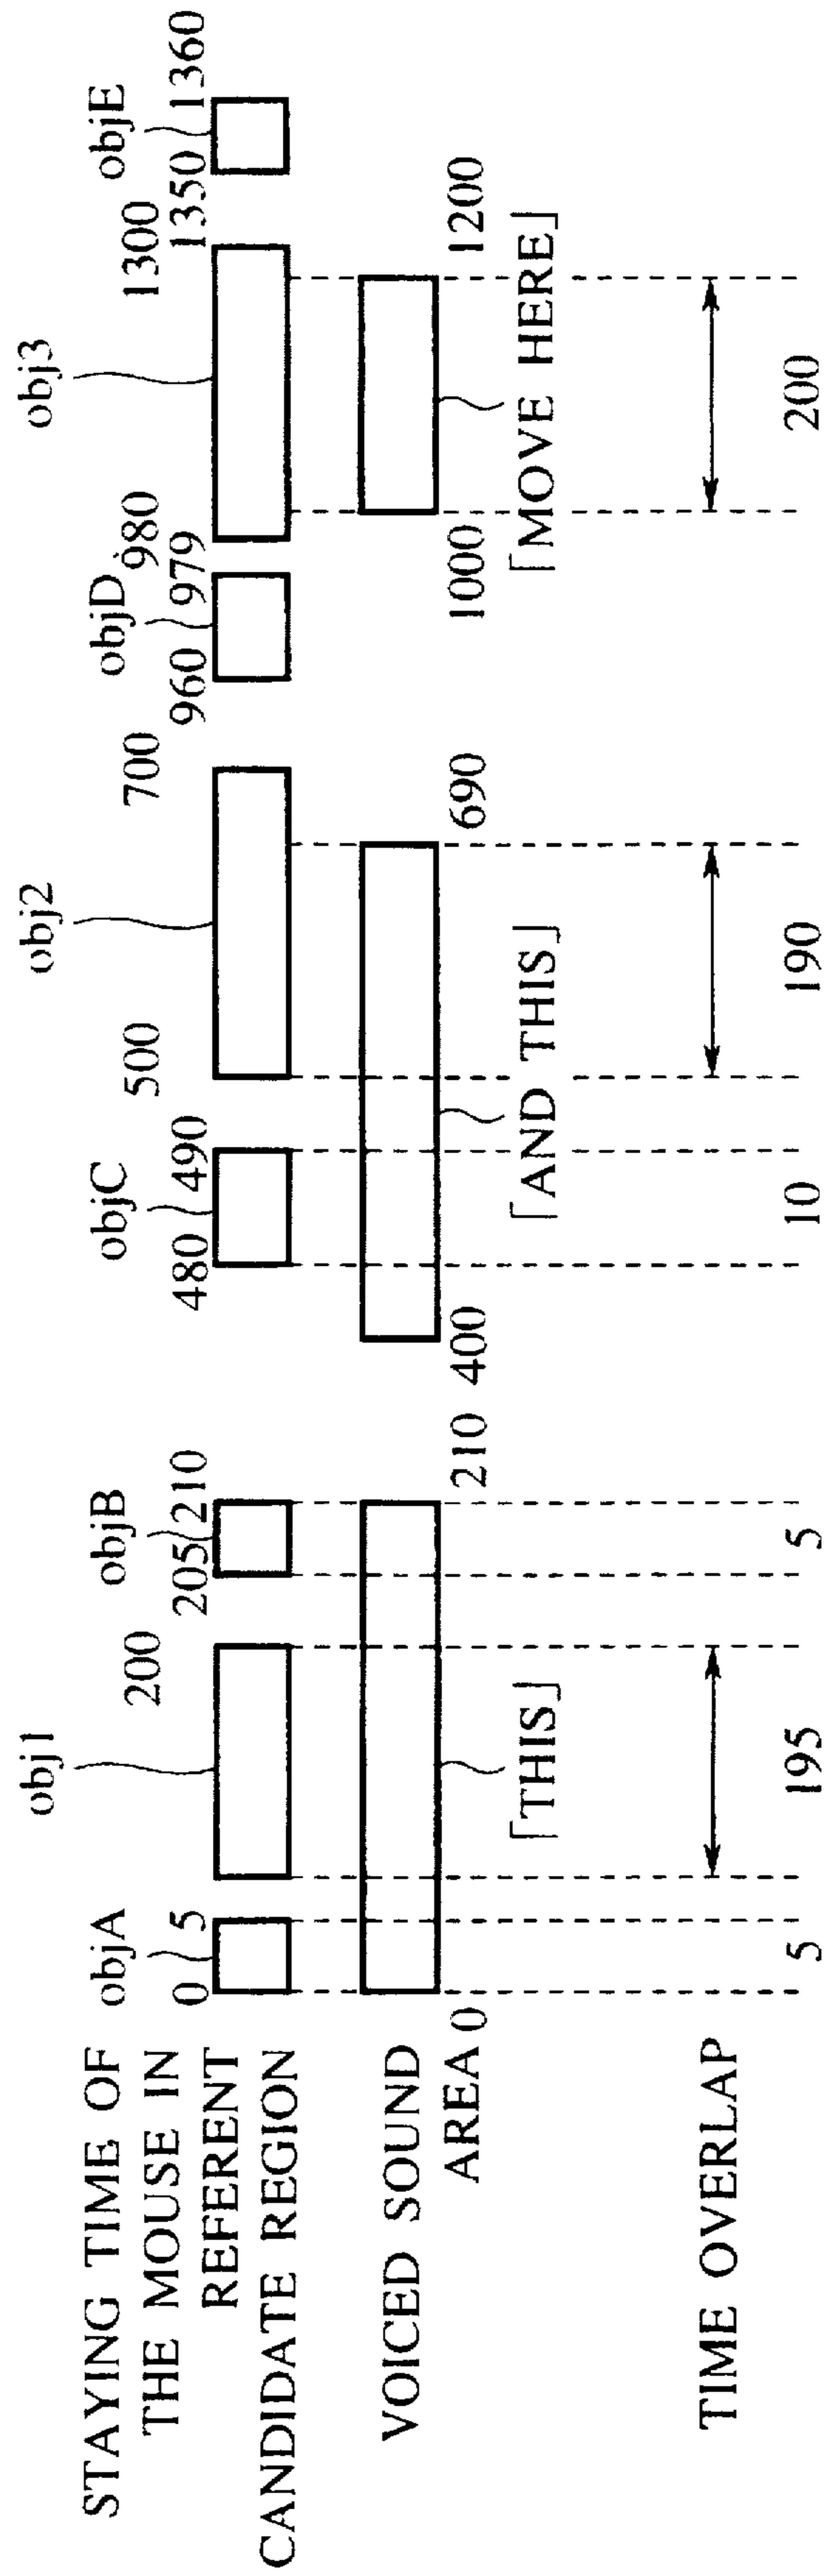 obj1 obj2 obj3
objA objB objC objD objE
200 500 700 980 1300
0 5 205 210 480 490 960 979 1350 1360
STAYING TIME OF
THE MOUSE IN
REFERENT
CANDIDATE REGION
VOICED SOUND
AREA
0 210 400 690 1000 1200
「THIS」 「AND THIS」 「MOVE HERE」
TIME OVERLAP
5 195 5 10 190 200